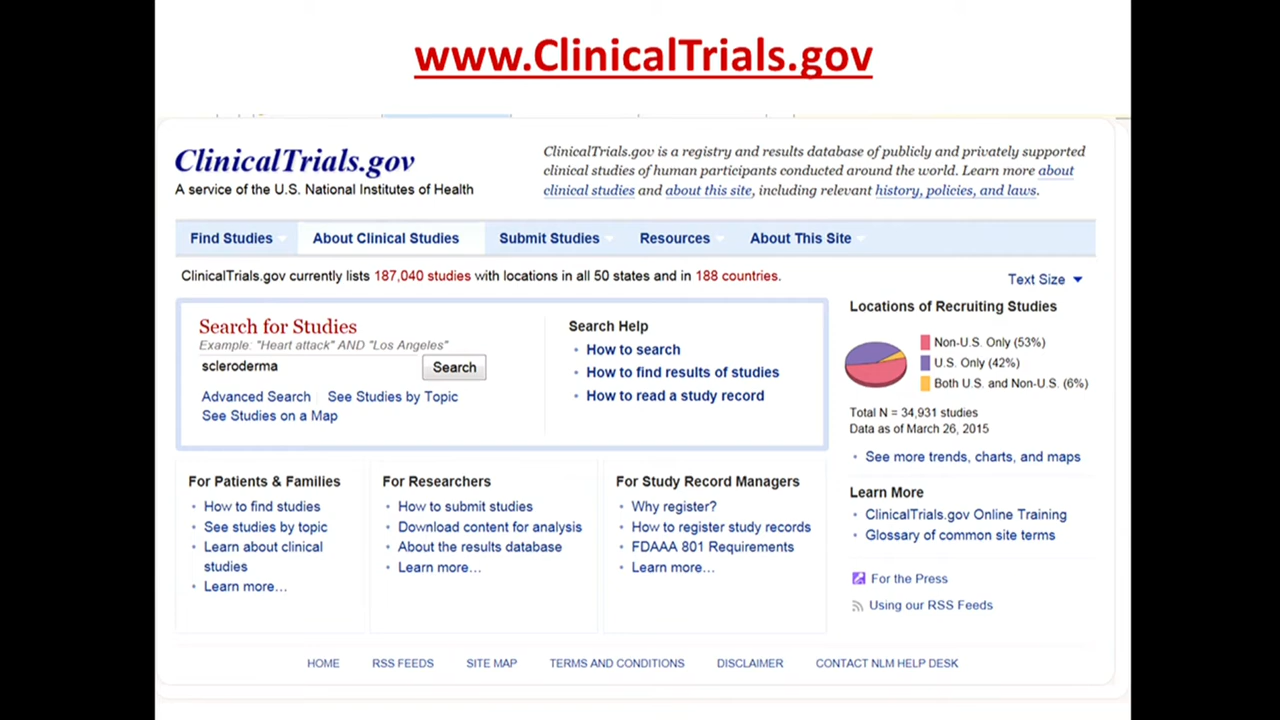 www.ClinicalTrials.gov
ClinicalTrials.gov
A service of the U.S. National Institutes of Health
ClinicalTrials.gov is a registry and results database of publicly and privately supported
clinical studies of human participants conducted around the world. Learn more about
clinical studies and about this site, including relevant history, policies, and laws.
Find Studies
About Clinical Studies
Submit Studies
Resources
About This Site
ClinicalTrials.gov currently lists 187,040 studies with locations in all 50 states and in 188 countries.
Text Size
Search for Studies
Example: "Heart attack" AND "Los Angeles"
scleroderma
Search
Advanced Search
See Studies by Topic
See Studies on a Map
Search Help
• How to search
• How to find results of studies
• How to read a study record
Locations of Recruiting Studies
Non-U.S. Only (53%)
U.S. Only (42%)
Both U.S. and Non-U.S. (6%)
Total N = 34,931 studies
Data as of March 26, 2015
• See more trends, charts, and maps
For Patients & Families
• How to find studies
• See studies by topic
• Learn about clinical
studies
• Learn more…
For Researchers
• How to submit studies
• Download content for analysis
• About the results database
• Learn more…
For Study Record Managers
• Why register?
• How to register study records
• FDAAA 801 Requirements
• Learn more…
Learn More
• ClinicalTrials.gov Online Training
• Glossary of common site terms
For the Press
Using our RSS Feeds
HOME
RSS FEEDS
SITE MAP
TERMS AND CONDITIONS
DISCLAIMER
CONTACT NLM HELP DESK